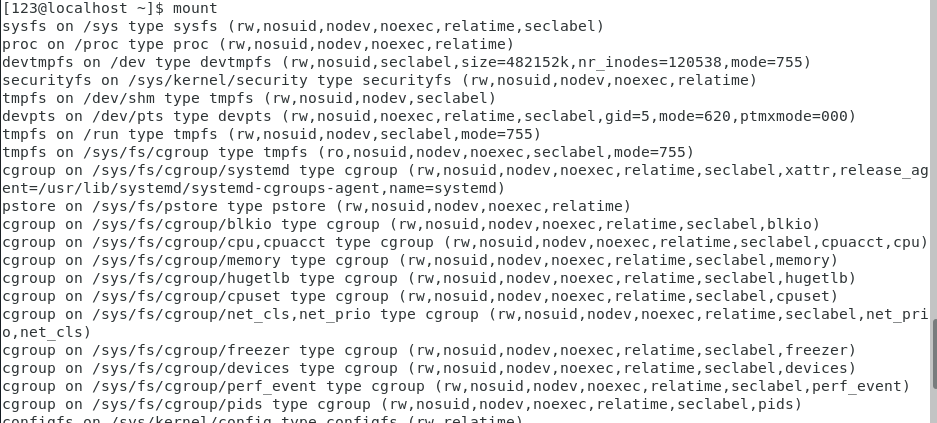 [123@localhost ~]$ mount
sysfs on /sys type sysfs (rw,nosuid,nodev,noexec,relatime,seclabel)
proc on /proc type proc (rw,nosuid,nodev,noexec,relatime)
devtmpfs on /dev type devtmpfs (rw,nosuid,seclabel,size=482152k,nr_inodes=120538,mode=755)
securityfs on /sys/kernel/security type securityfs (rw,nosuid,nodev,noexec,relatime)
tmpfs on /dev/shm type tmpfs (rw,nosuid,nodev,seclabel)
devpts on /dev/pts type devpts (rw,nosuid,noexec,relatime,seclabel,gid=5,mode=620,ptmxmode=000)
tmpfs on /run type tmpfs (rw,nosuid,nodev,seclabel,mode=755)
tmpfs on /sys/fs/cgroup type tmpfs (ro,nosuid,nodev,noexec,seclabel,mode=755)
cgroup on /sys/fs/cgroup/systemd type cgroup (rw,nosuid,nodev,noexec,relatime,seclabel,xattr,release_ag
ent=/usr/lib/systemd/systemd-cgroups-agent,name=systemd)
pstore on /sys/fs/pstore type pstore (rw,nosuid,nodev,noexec,relatime)
cgroup on /sys/fs/cgroup/blkio type cgroup (rw,nosuid,nodev,noexec,relatime,seclabel,blkio)
cgroup on /sys/fs/cgroup/cpu,cpuacct type cgroup (rw,nosuid,nodev,noexec,relatime,seclabel,cpuacct,cpu)
cgroup on /sys/fs/cgroup/memory type cgroup (rw,nosuid,nodev,noexec,relatime,seclabel,memory)
cgroup on /sys/fs/cgroup/hugetlb type cgroup (rw,nosuid,nodev,noexec,relatime,seclabel,hugetlb)
cgroup on /sys/fs/cgroup/cpuset type cgroup (rw,nosuid,nodev,noexec,relatime,seclabel,cpuset)
cgroup on /sys/fs/cgroup/net_cls,net_prio type cgroup (rw,nosuid,nodev,noexec,relatime,seclabel,net_pri
o,net_cls)
cgroup on /sys/fs/cgroup/freezer type cgroup (rw,nosuid,nodev,noexec,relatime,seclabel,freezer)
cgroup on /sys/fs/cgroup/devices type cgroup (rw,nosuid,nodev,noexec,relatime,seclabel,devices)
cgroup on /sys/fs/cgroup/perf_event type cgroup (rw,nosuid,nodev,noexec,relatime,seclabel,perf_event)
cgroup on /sys/fs/cgroup/pids type cgroup (rw,nosuid,nodev,noexec,relatime,seclabel,pids)
configfs on /sys/kernel/config type configfs (rw,relatime)